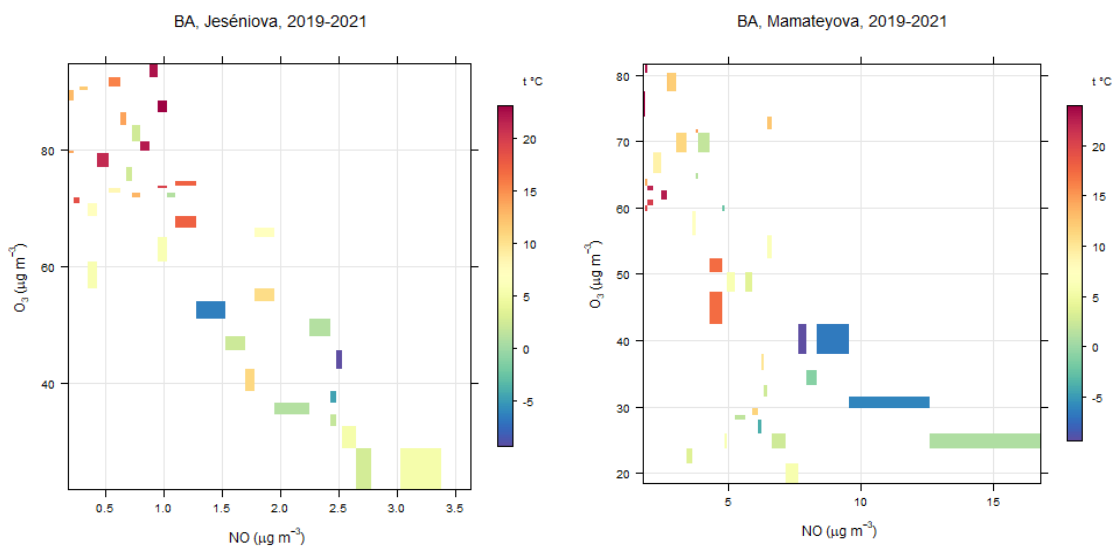 BA, Jeséniova, 2019-2021
t °C
20
15
10
5
0
-5
80
60
40
O₃ (µg m⁻³)
0.5 1.0 1.5 2.0 2.5 3.0 3.5
NO (µg m⁻³)
BA, Mamateyova, 2019-2021
t °C
20
15
10
5
0
-5
80
70
60
50
40
30
20
O₃ (µg m⁻³)
5 10 15
NO (µg m⁻³)